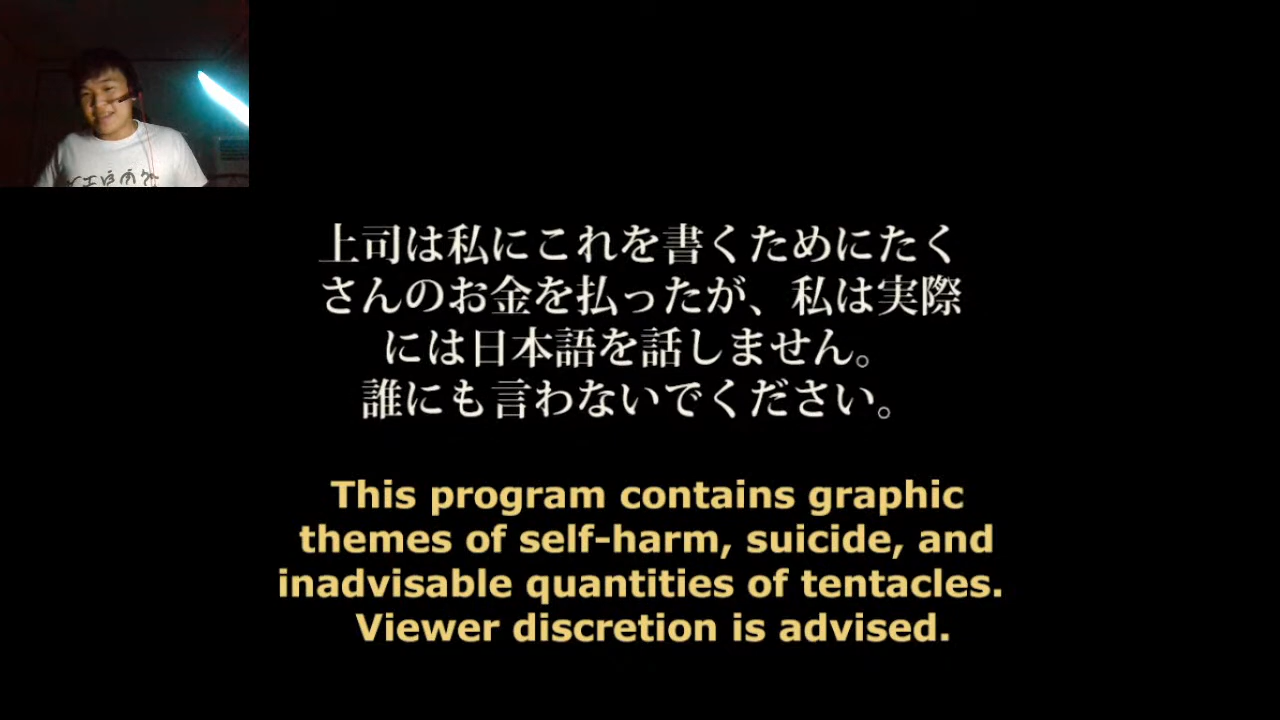 上司は私にこれを書くためにたく
さんのお金を払ったが、私は実際
には日本語を話しません。
誰にも言わないでください。
This program contains graphic
themes of self-harm, suicide, and
inadvisable quantities of tentacles.
Viewer discretion is advised.